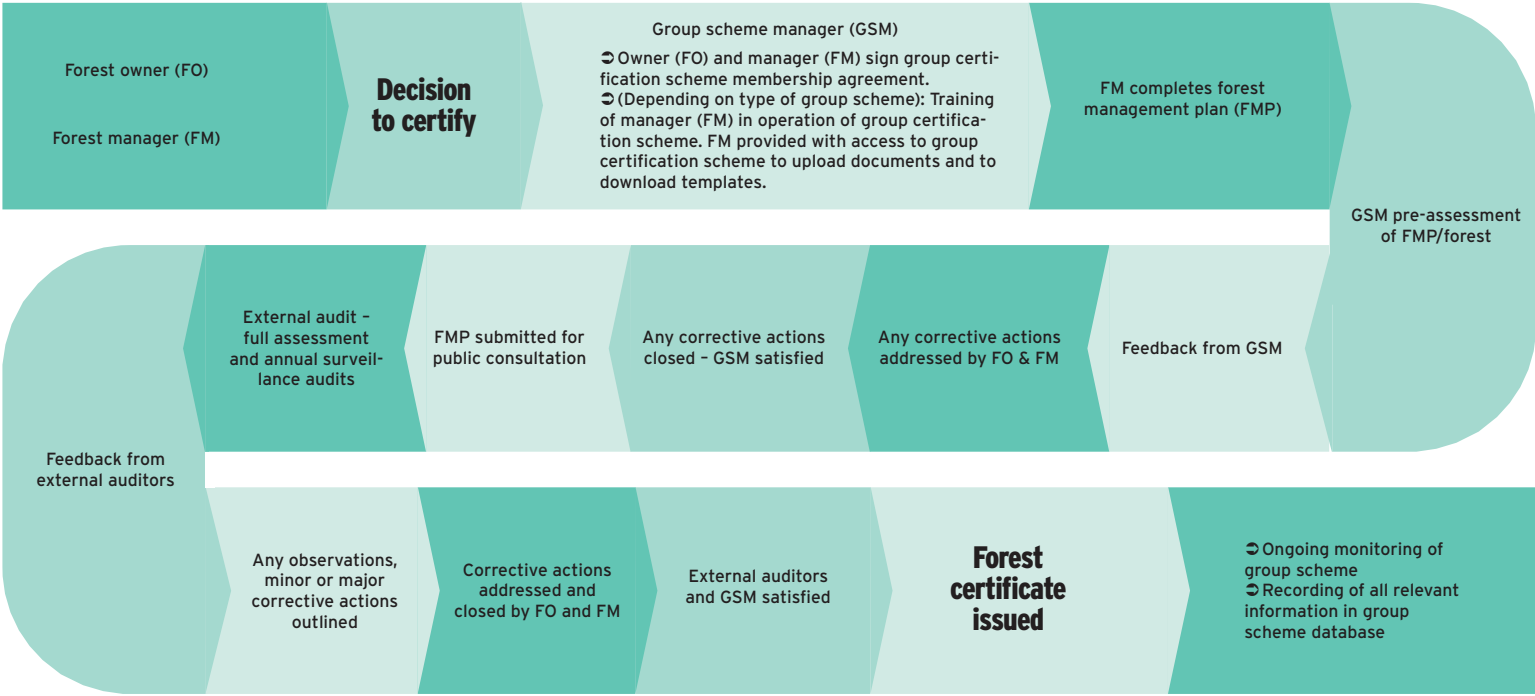 Forest owner (FO)
Forest manager (FM)
Decision
to certify
Group scheme manager (GSM)
➲ Owner (FO) and manager (FM) sign group certi-
fication scheme membership agreement.
➲ (Depending on type of group scheme): Training
of manager (FM) in operation of group certifica-
tion scheme. FM provided with access to group
certification scheme to upload documents and to
download templates.
FM completes forest
management plan (FMP)
GSM pre-assessment
of FMP/forest
Feedback from GSM
Any corrective actions
addressed by FO & FM
Any corrective actions
closed – GSM satisfied
FMP submitted for
public consultation
External audit –
full assessment
and annual surveil-
lance audits
Feedback from
external auditors
Any observations,
minor or major
corrective actions
outlined
Corrective actions
addressed and
closed by FO and FM
External auditors
and GSM satisfied
Forest
certificate
issued
➲ Ongoing monitoring of
group scheme
➲ Recording of all relevant
information in group
scheme database